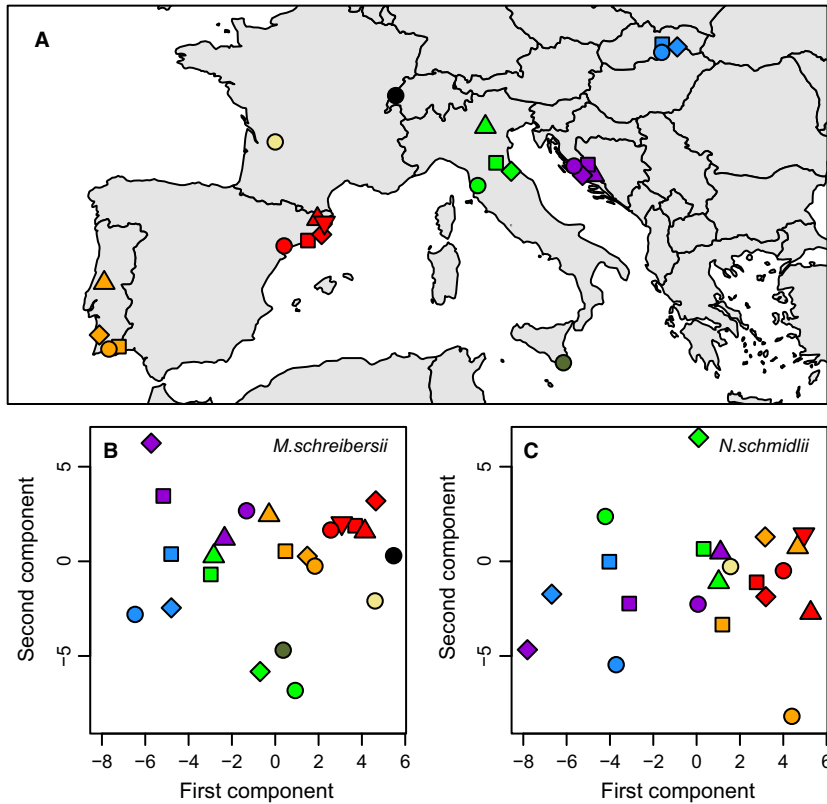 A
B
M.schreibersii
C
N.schmidlii
Second component
5
0
−5
Second component
5
0
−5
−8 −6 −4 −2 0 2 4 6
−8 −6 −4 −2 0 2 4 6
First component
First component